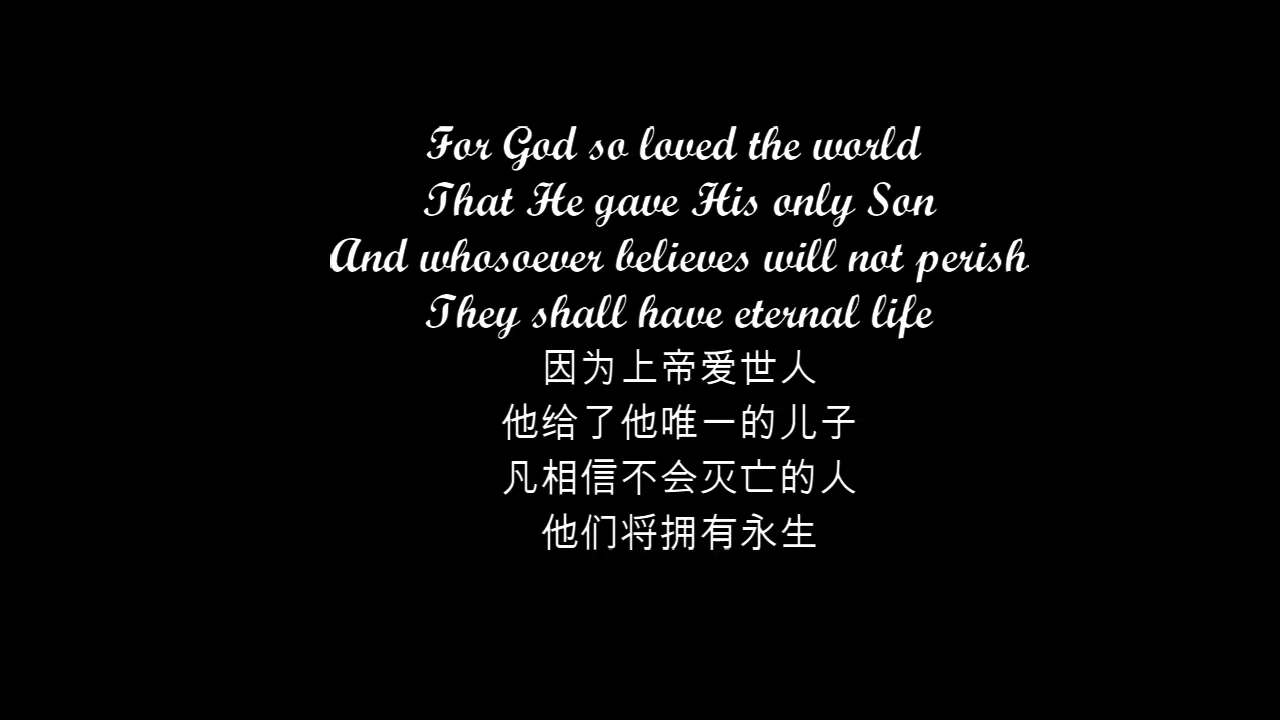 For God so loved the world
That He gave His only Son
And whosoever believes will not perish
They shall have eternal life
因为上帝爱世人
他给了他唯一的儿子
凡相信不会灭亡的人
他们将拥有永生